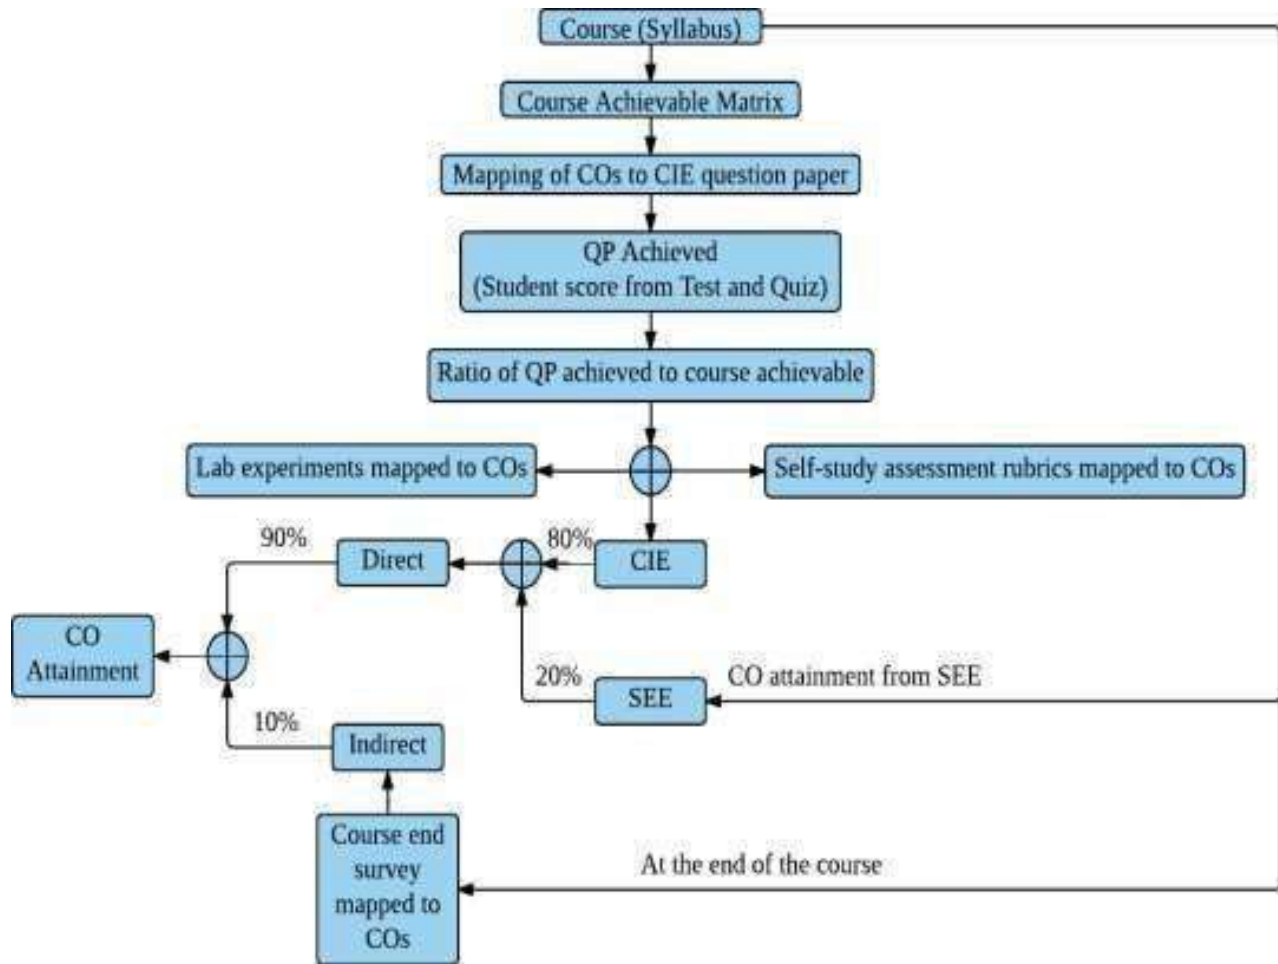 Course (Syllabus)
Course Achievable Matrix
Mapping of COs to CIE question paper
QP Achieved
(Student score from Test and Quiz)
Ratio of QP achieved to course achievable
Lab experiments mapped to COs
Self-study assessment rubrics mapped to COs
90%
Direct
80%
CIE
CO
Attainment
20%
SEE
CO attainment from SEE
10%
Indirect
Course end
survey
mapped to
COs
At the end of the course